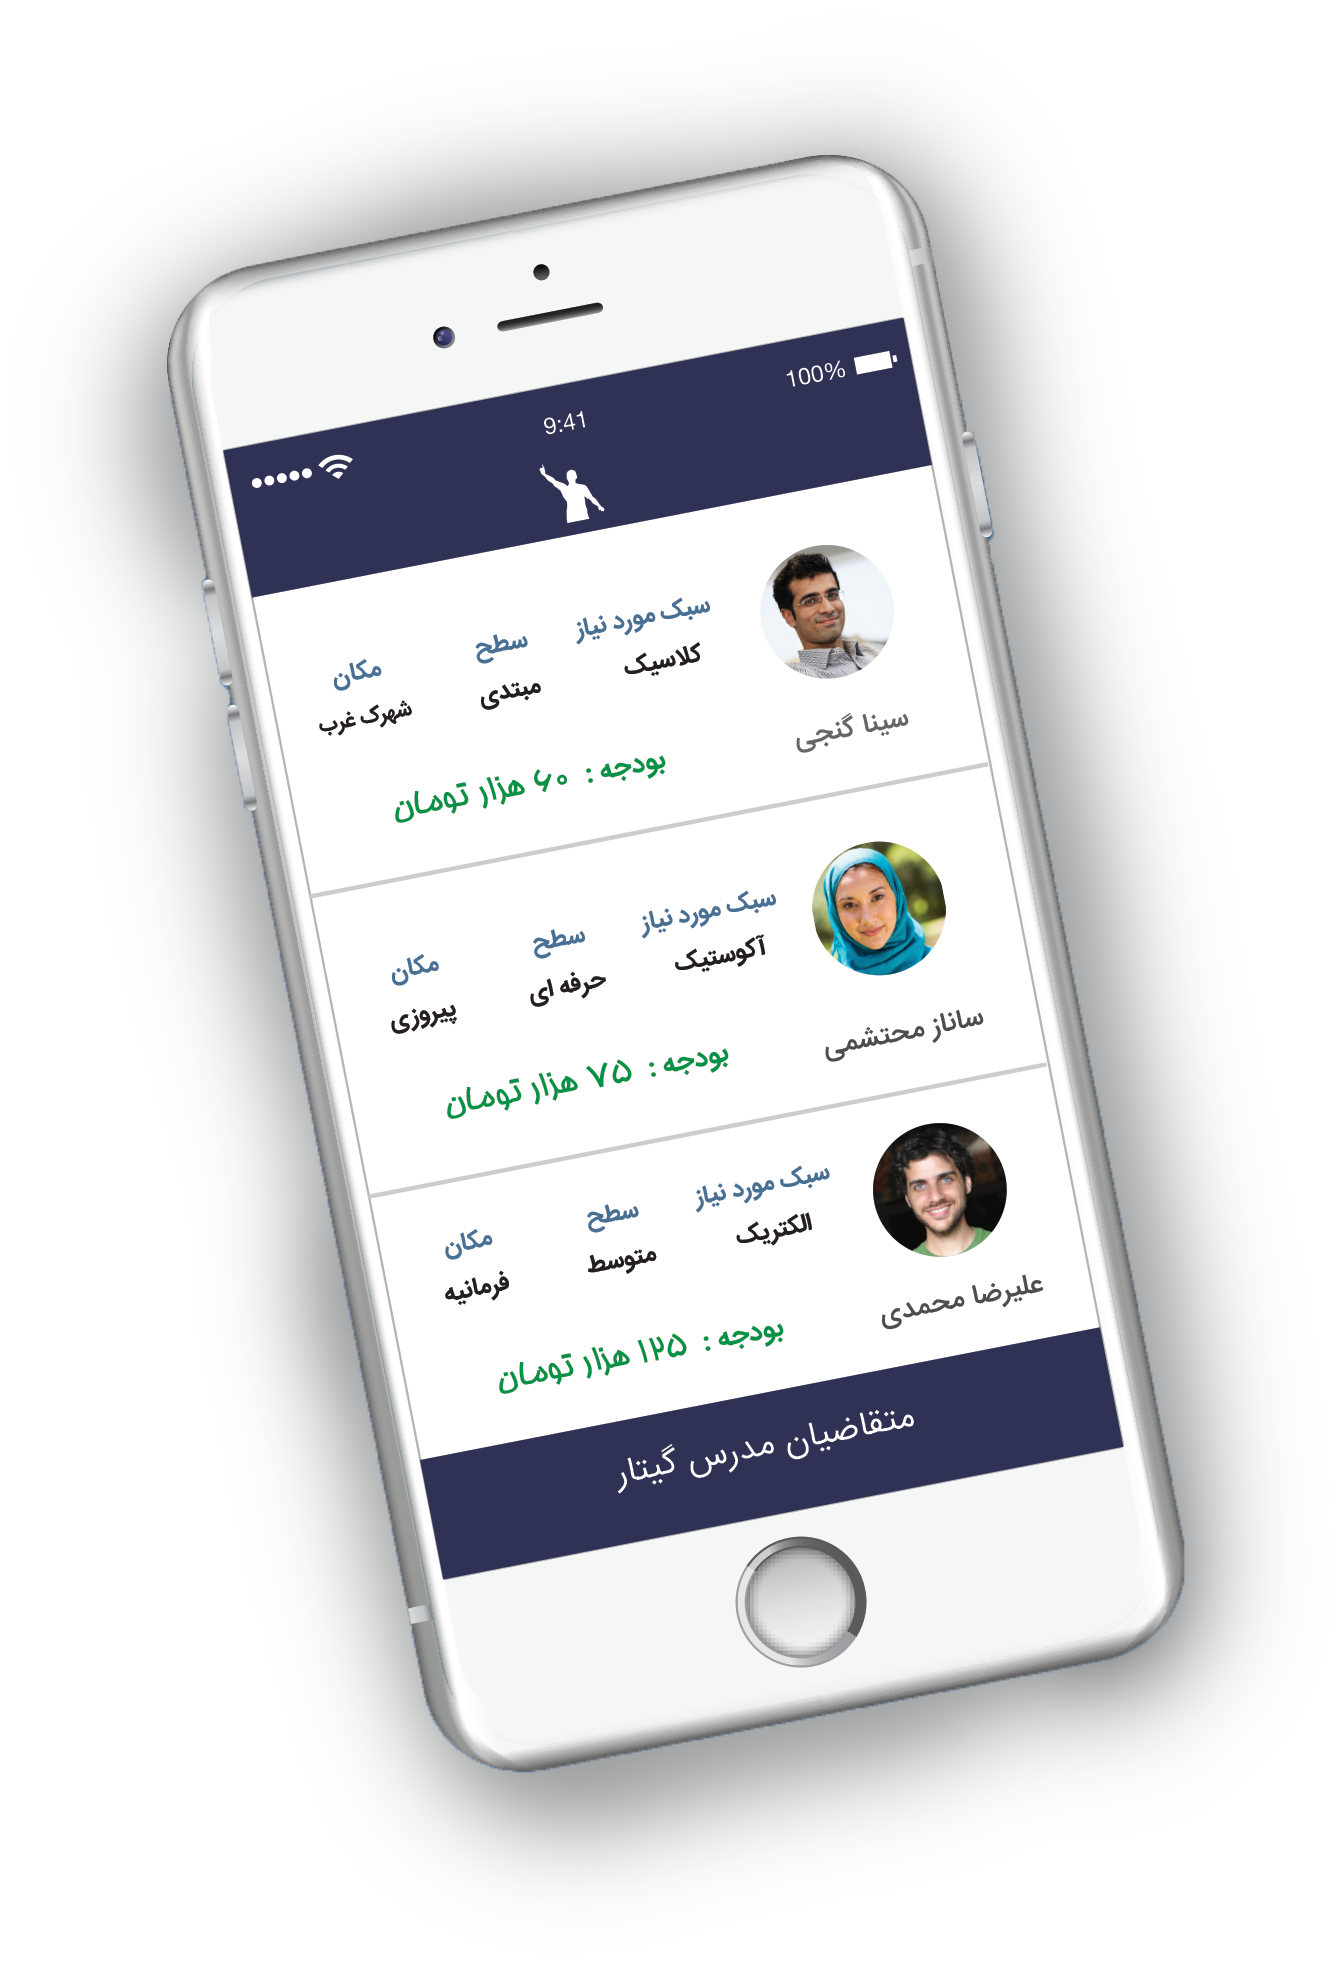 9:41
100%
سبک مورد نیاز سطح مکان
کلاسیک مبتدی شهرک غرب
سینا گنجی
بودجه : ۶۰ هزار تومان
سبک مورد نیاز سطح مکان
آکوستیک حرفه ای پیروزی
ساناز محتشمی
بودجه : ۷۵ هزار تومان
سبک مورد نیاز سطح مکان
الکتریک متوسط فرمانیه
علیرضا محمدی
بودجه : ۱۲۵ هزار تومان
متقاضیان مدرس گیتار